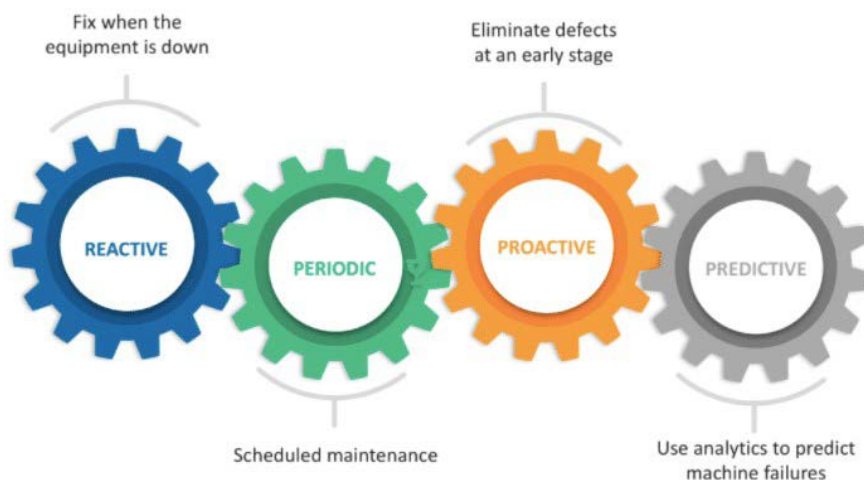 Fix when the
equipment is down
Eliminate defects
at an early stage
REACTIVE
PERIODIC
PROACTIVE
PREDICTIVE
Scheduled maintenance
Use analytics to predict
machine failures